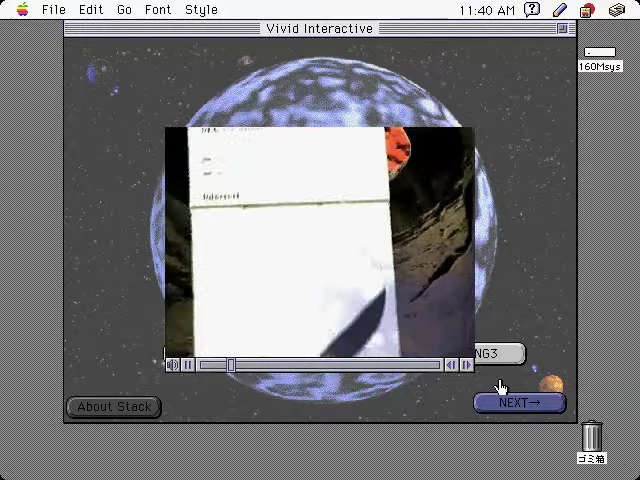 File Edit Go Font Style
11:40 AM
Vivid Interactive
160Msys
NG3
About Stack
NEXT→
ゴミ箱